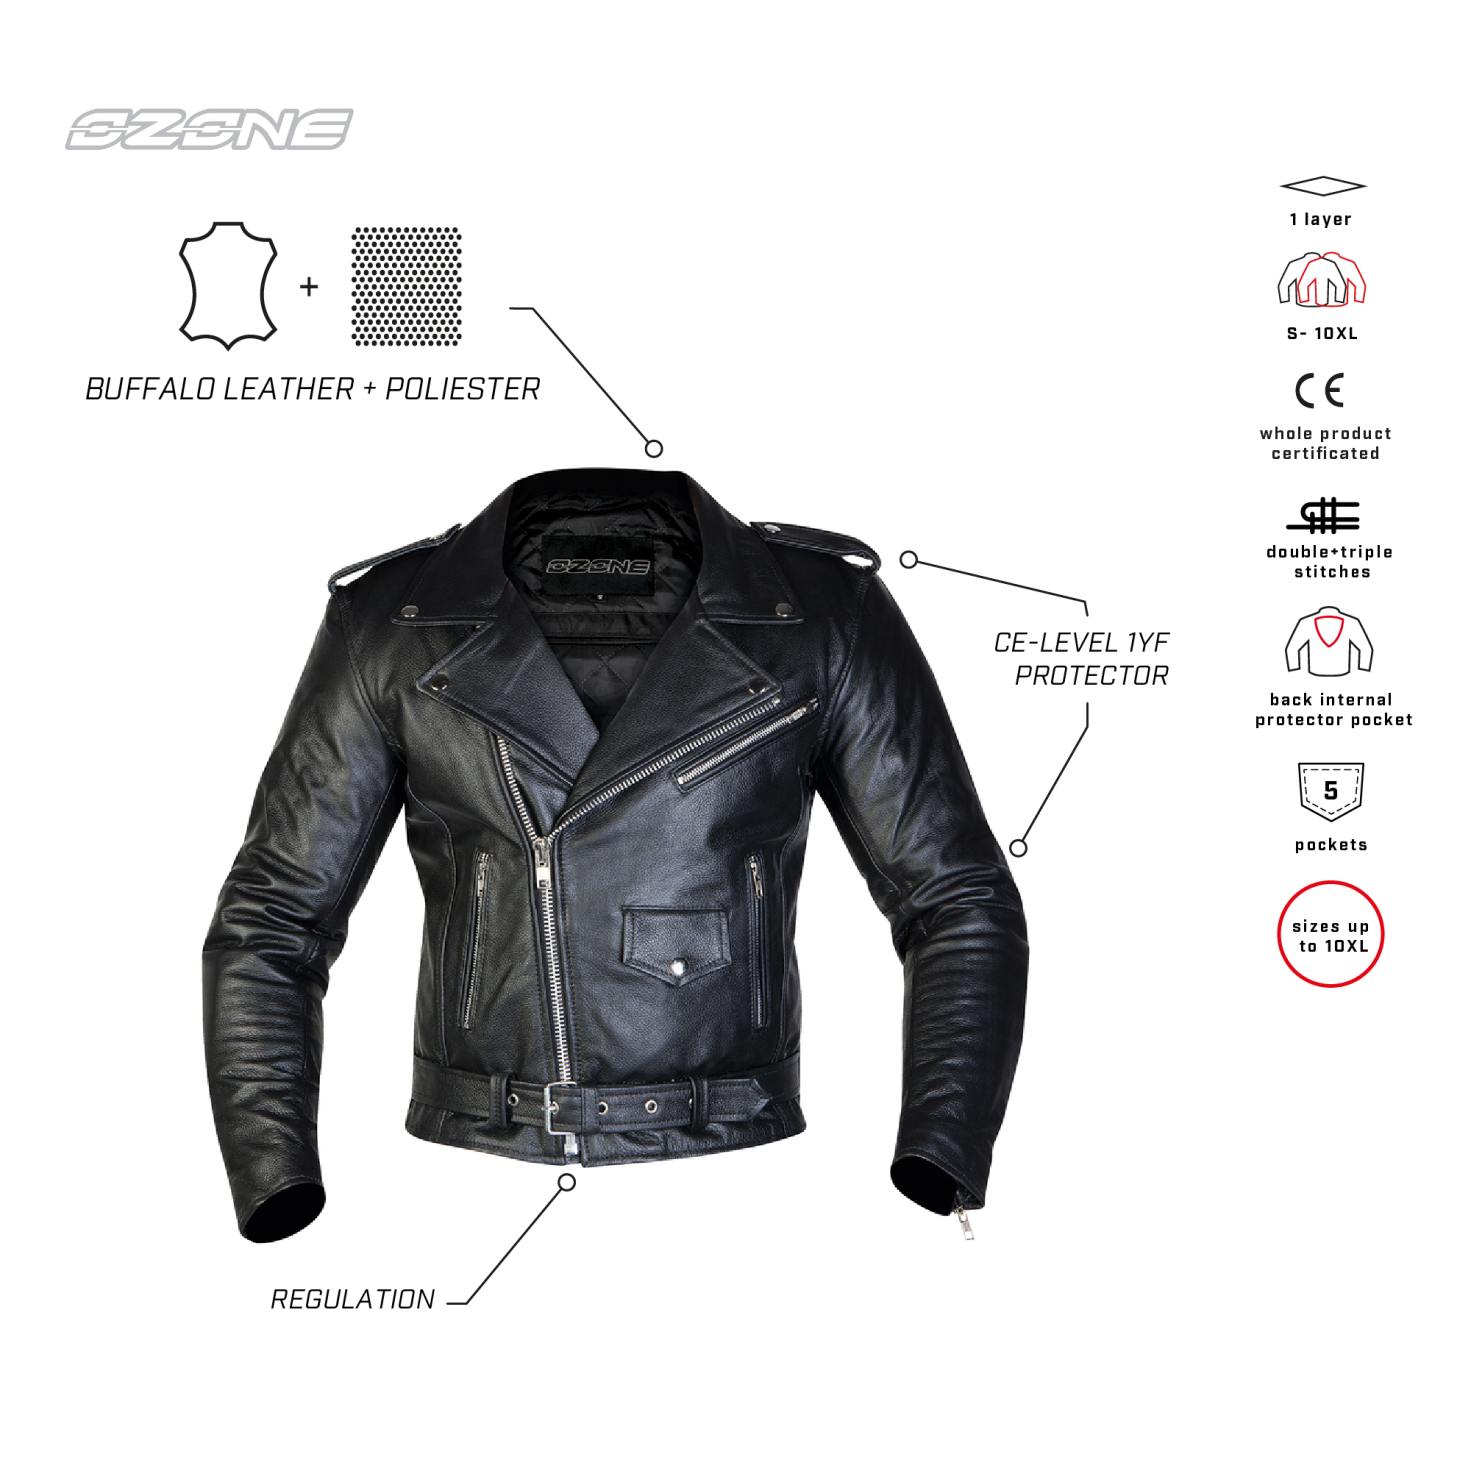 OZONE
+
BUFFALO LEATHER + POLIESTER
OZONE
S
CE-LEVEL 1YF
PROTECTOR
REGULATION
1 layer
S- 10XL
CE
whole product
certificated
double+triple
stitches
back internal
protector pocket
5
pockets
sizes up
to 10XL